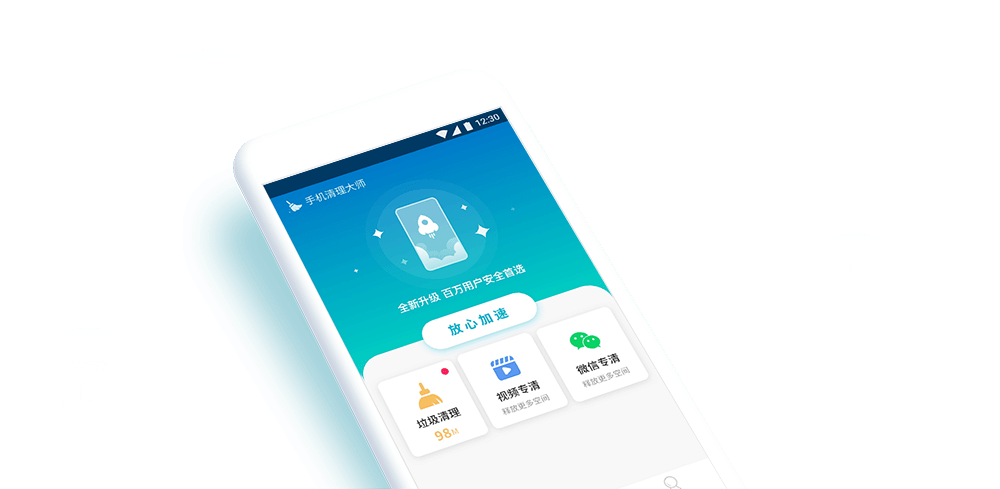 12:30
手机清理大师
全新升级 百万用户安全首选
放心加速
垃圾清理
98M
视频专清
释放更多空间
微信专清
释放更多空间